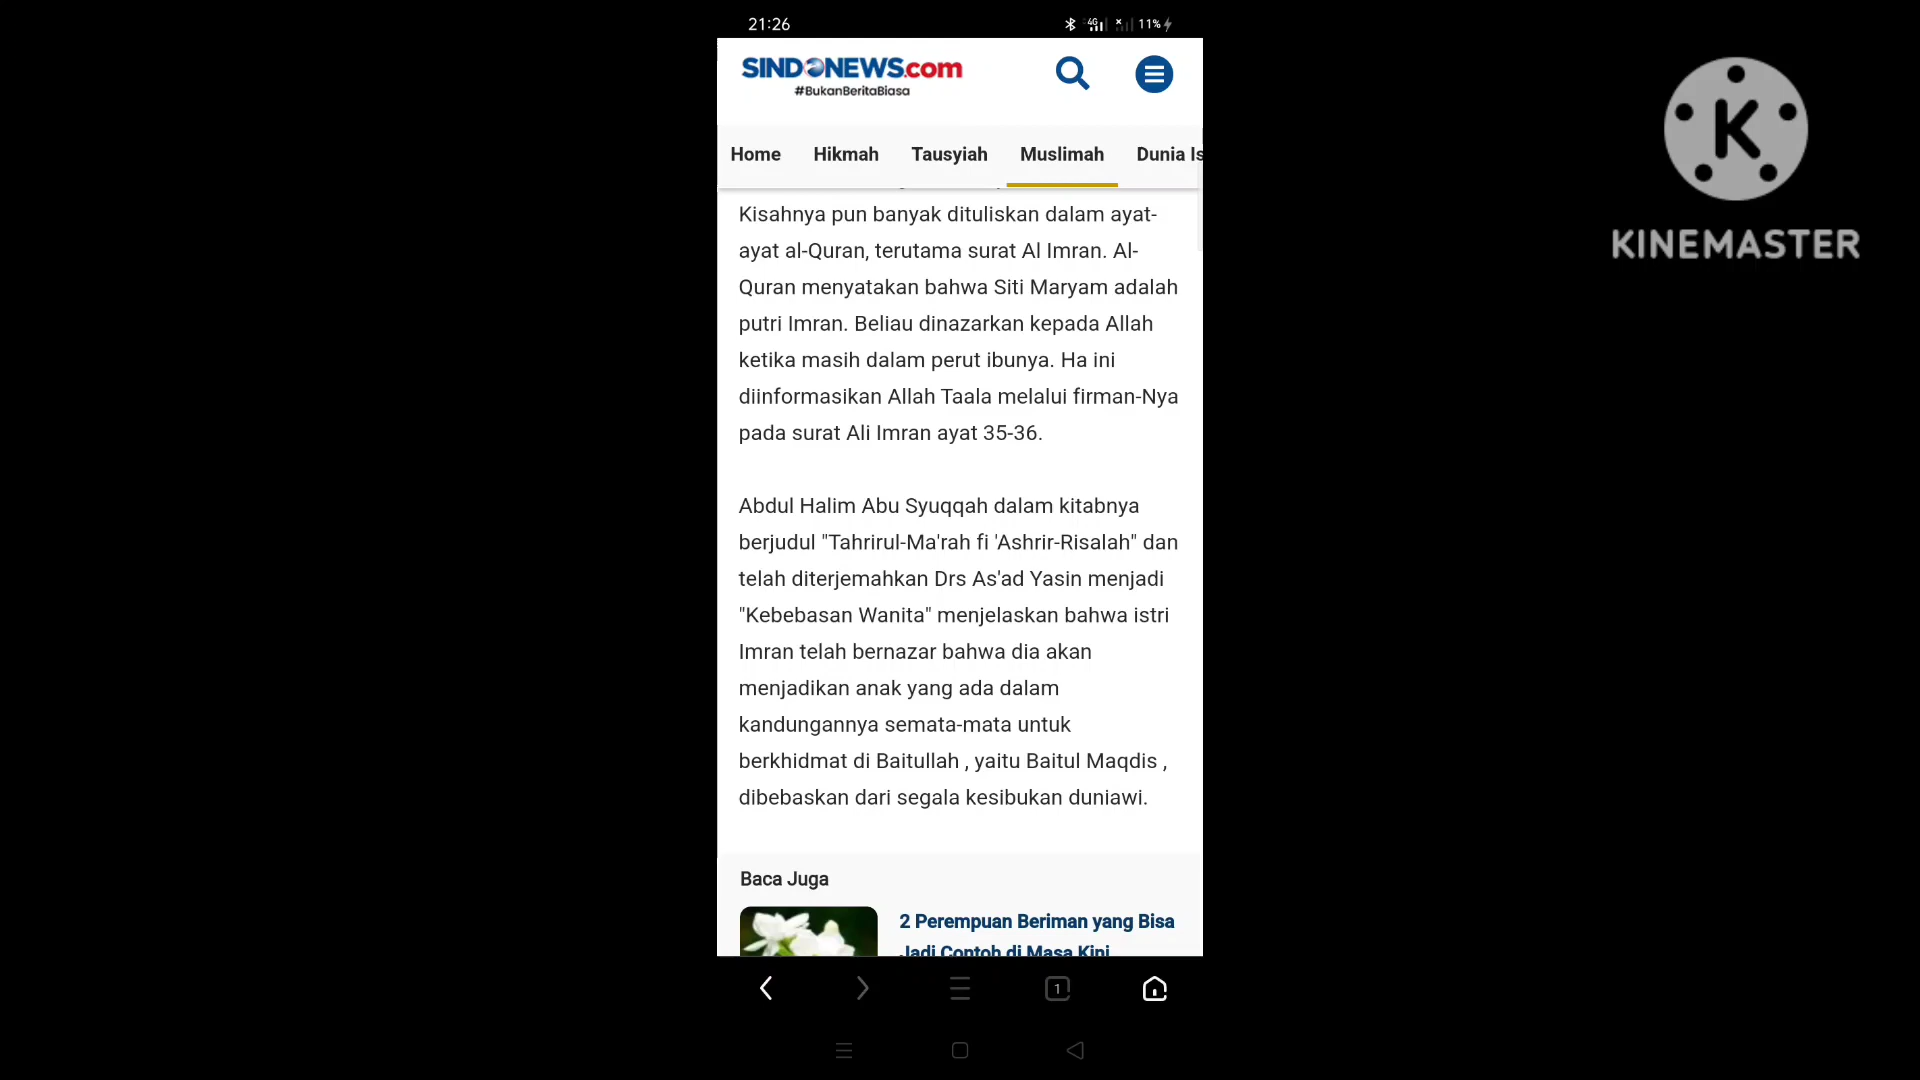 21:26
4G
11%
SINDONEWS.com
#BukanBeritaBiasa
Home Hikmah Tausyiah Muslimah Dunia Is
Kisahnya pun banyak dituliskan dalam ayat-
ayat al-Quran, terutama surat Al Imran. Al-
Quran menyatakan bahwa Siti Maryam adalah
putri Imran. Beliau dinazarkan kepada Allah
ketika masih dalam perut ibunya. Ha ini
diinformasikan Allah Taala melalui firman-Nya
pada surat Ali Imran ayat 35-36.
Abdul Halim Abu Syuqqah dalam kitabnya
berjudul "Tahrirul-Ma'rah fi 'Ashrir-Risalah" dan
telah diterjemahkan Drs As'ad Yasin menjadi
"Kebebasan Wanita" menjelaskan bahwa istri
Imran telah bernazar bahwa dia akan
menjadikan anak yang ada dalam
kandungannya semata-mata untuk
berkhidmat di Baitullah , yaitu Baitul Maqdis ,
dibebaskan dari segala kesibukan duniawi.
Baca Juga
2 Perempuan Beriman yang Bisa
Jadi Contoh di Masa Kini
1
K
KINEMASTER